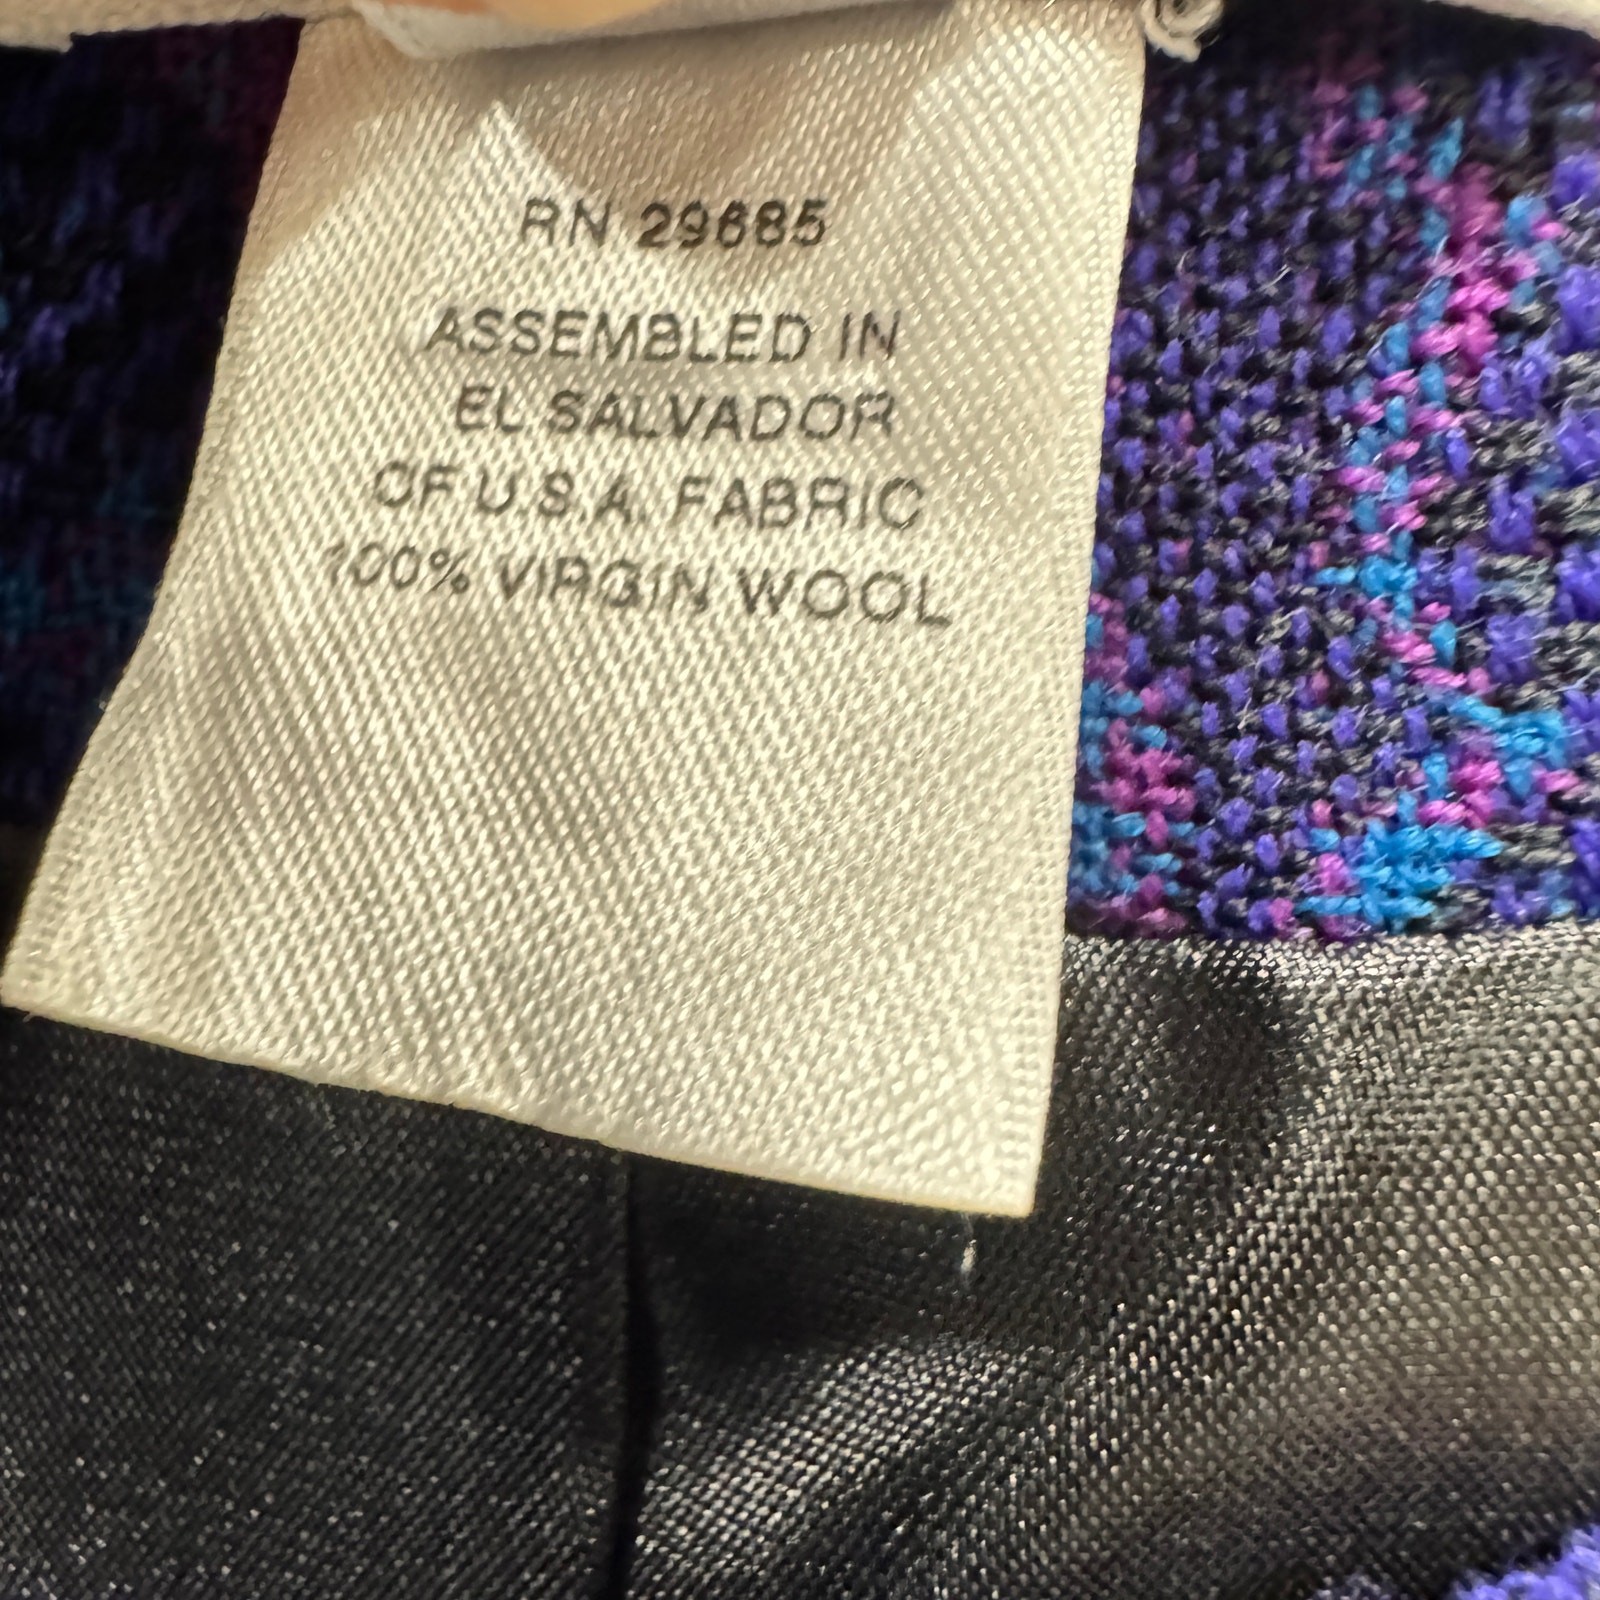 RN 29685
ASSEMBLED IN
EL SALVADOR
OF U.S.A. FABRIC
100% VIRGIN WOOL